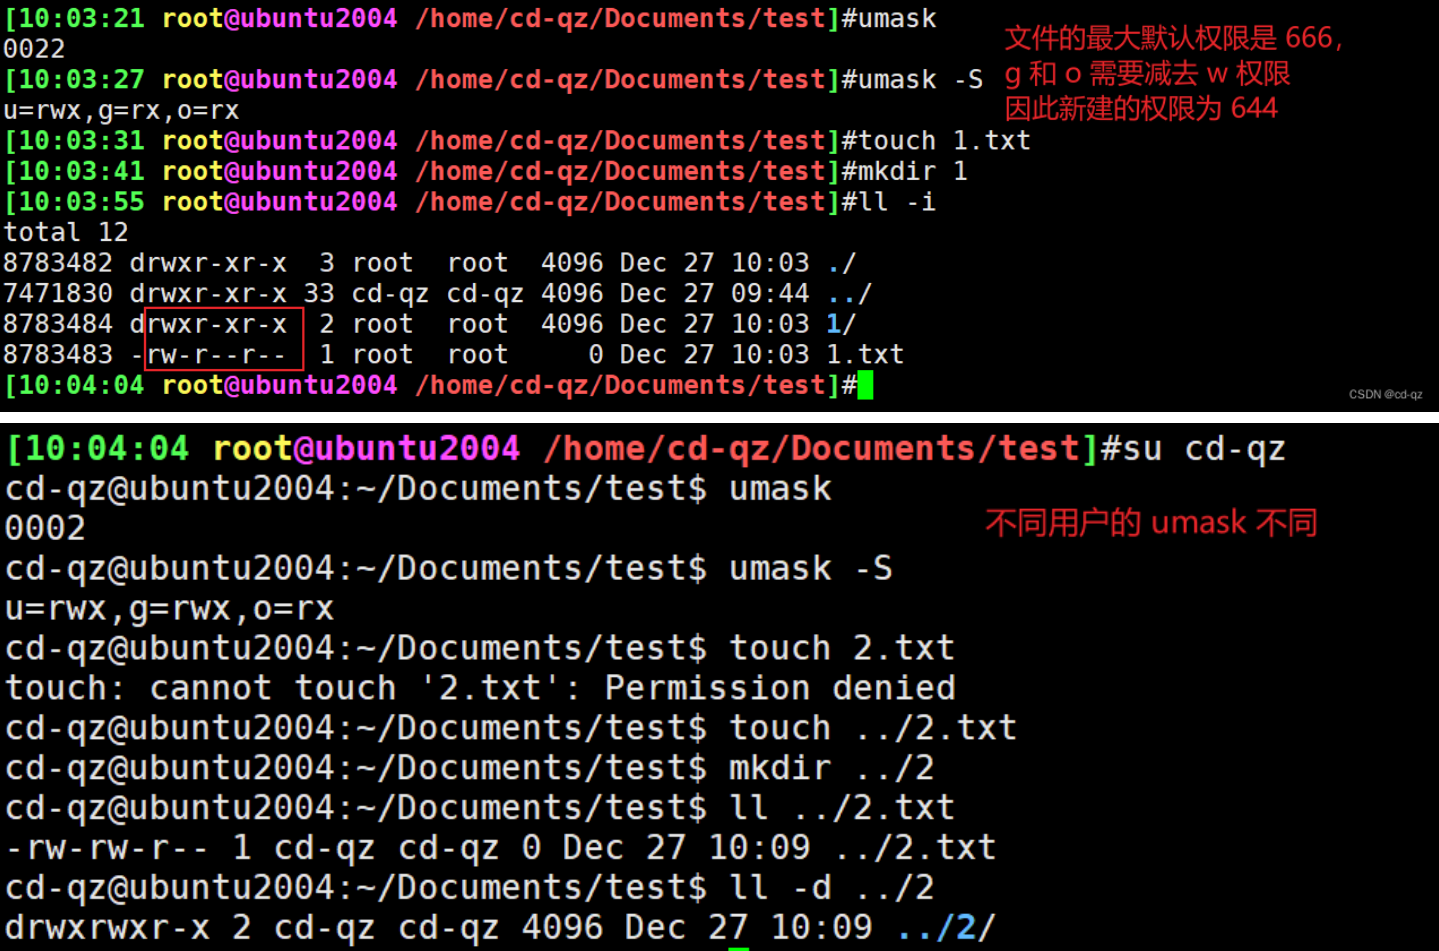 [10:03:21 root@ubuntu2004 /home/cd-qz/Documents/test]#umask
0022
[10:03:27 root@ubuntu2004 /home/cd-qz/Documents/test]#umask -S
u=rwx,g=rx,o=rx
[10:03:31 root@ubuntu2004 /home/cd-qz/Documents/test]#touch 1.txt
[10:03:41 root@ubuntu2004 /home/cd-qz/Documents/test]#mkdir 1
[10:03:55 root@ubuntu2004 /home/cd-qz/Documents/test]#ll -i
total 12
8783482 drwxr-xr-x  3 root  root  4096 Dec 27 10:03 ./
7471830 drwxr-xr-x 33 cd-qz cd-qz 4096 Dec 27 09:44 ../
8783484 drwxr-xr-x  2 root  root  4096 Dec 27 10:03 1/
8783483 -rw-r--r--  1 root  root     0 Dec 27 10:03 1.txt
[10:04:04 root@ubuntu2004 /home/cd-qz/Documents/test]#
文件的最大默认权限是 666，
g 和 o 需要减去 w 权限
因此新建的权限为 644
CSDN @cd-qz
[10:04:04 root@ubuntu2004 /home/cd-qz/Documents/test]#su cd-qz
cd-qz@ubuntu2004:~/Documents/test$ umask
0002
cd-qz@ubuntu2004:~/Documents/test$ umask -S
u=rwx,g=rwx,o=rx
cd-qz@ubuntu2004:~/Documents/test$ touch 2.txt
touch: cannot touch '2.txt': Permission denied
cd-qz@ubuntu2004:~/Documents/test$ touch ../2.txt
cd-qz@ubuntu2004:~/Documents/test$ mkdir ../2
cd-qz@ubuntu2004:~/Documents/test$ ll ../2.txt
-rw-rw-r-- 1 cd-qz cd-qz 0 Dec 27 10:09 ../2.txt
cd-qz@ubuntu2004:~/Documents/test$ ll -d ../2
drwxrwxr-x 2 cd-qz cd-qz 4096 Dec 27 10:09 ../2/
不同用户的 umask 不同